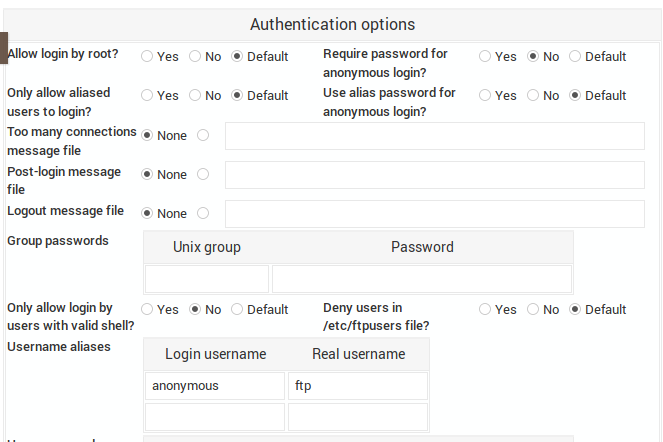 Authentication options
Allow login by root? Yes No Default Require password for
anonymous login? Yes No Default
Only allow aliased
users to login? Yes No Default Use alias password for
anonymous login? Yes No Default
Too many connections
message file None
Post-login message
file None
Logout message file None
Group passwords Unix group Password
Only allow login by
users with valid shell? Yes No Default Deny users in
/etc/ftpusers file? Yes No Default
Username aliases Login username Real username
anonymous ftp